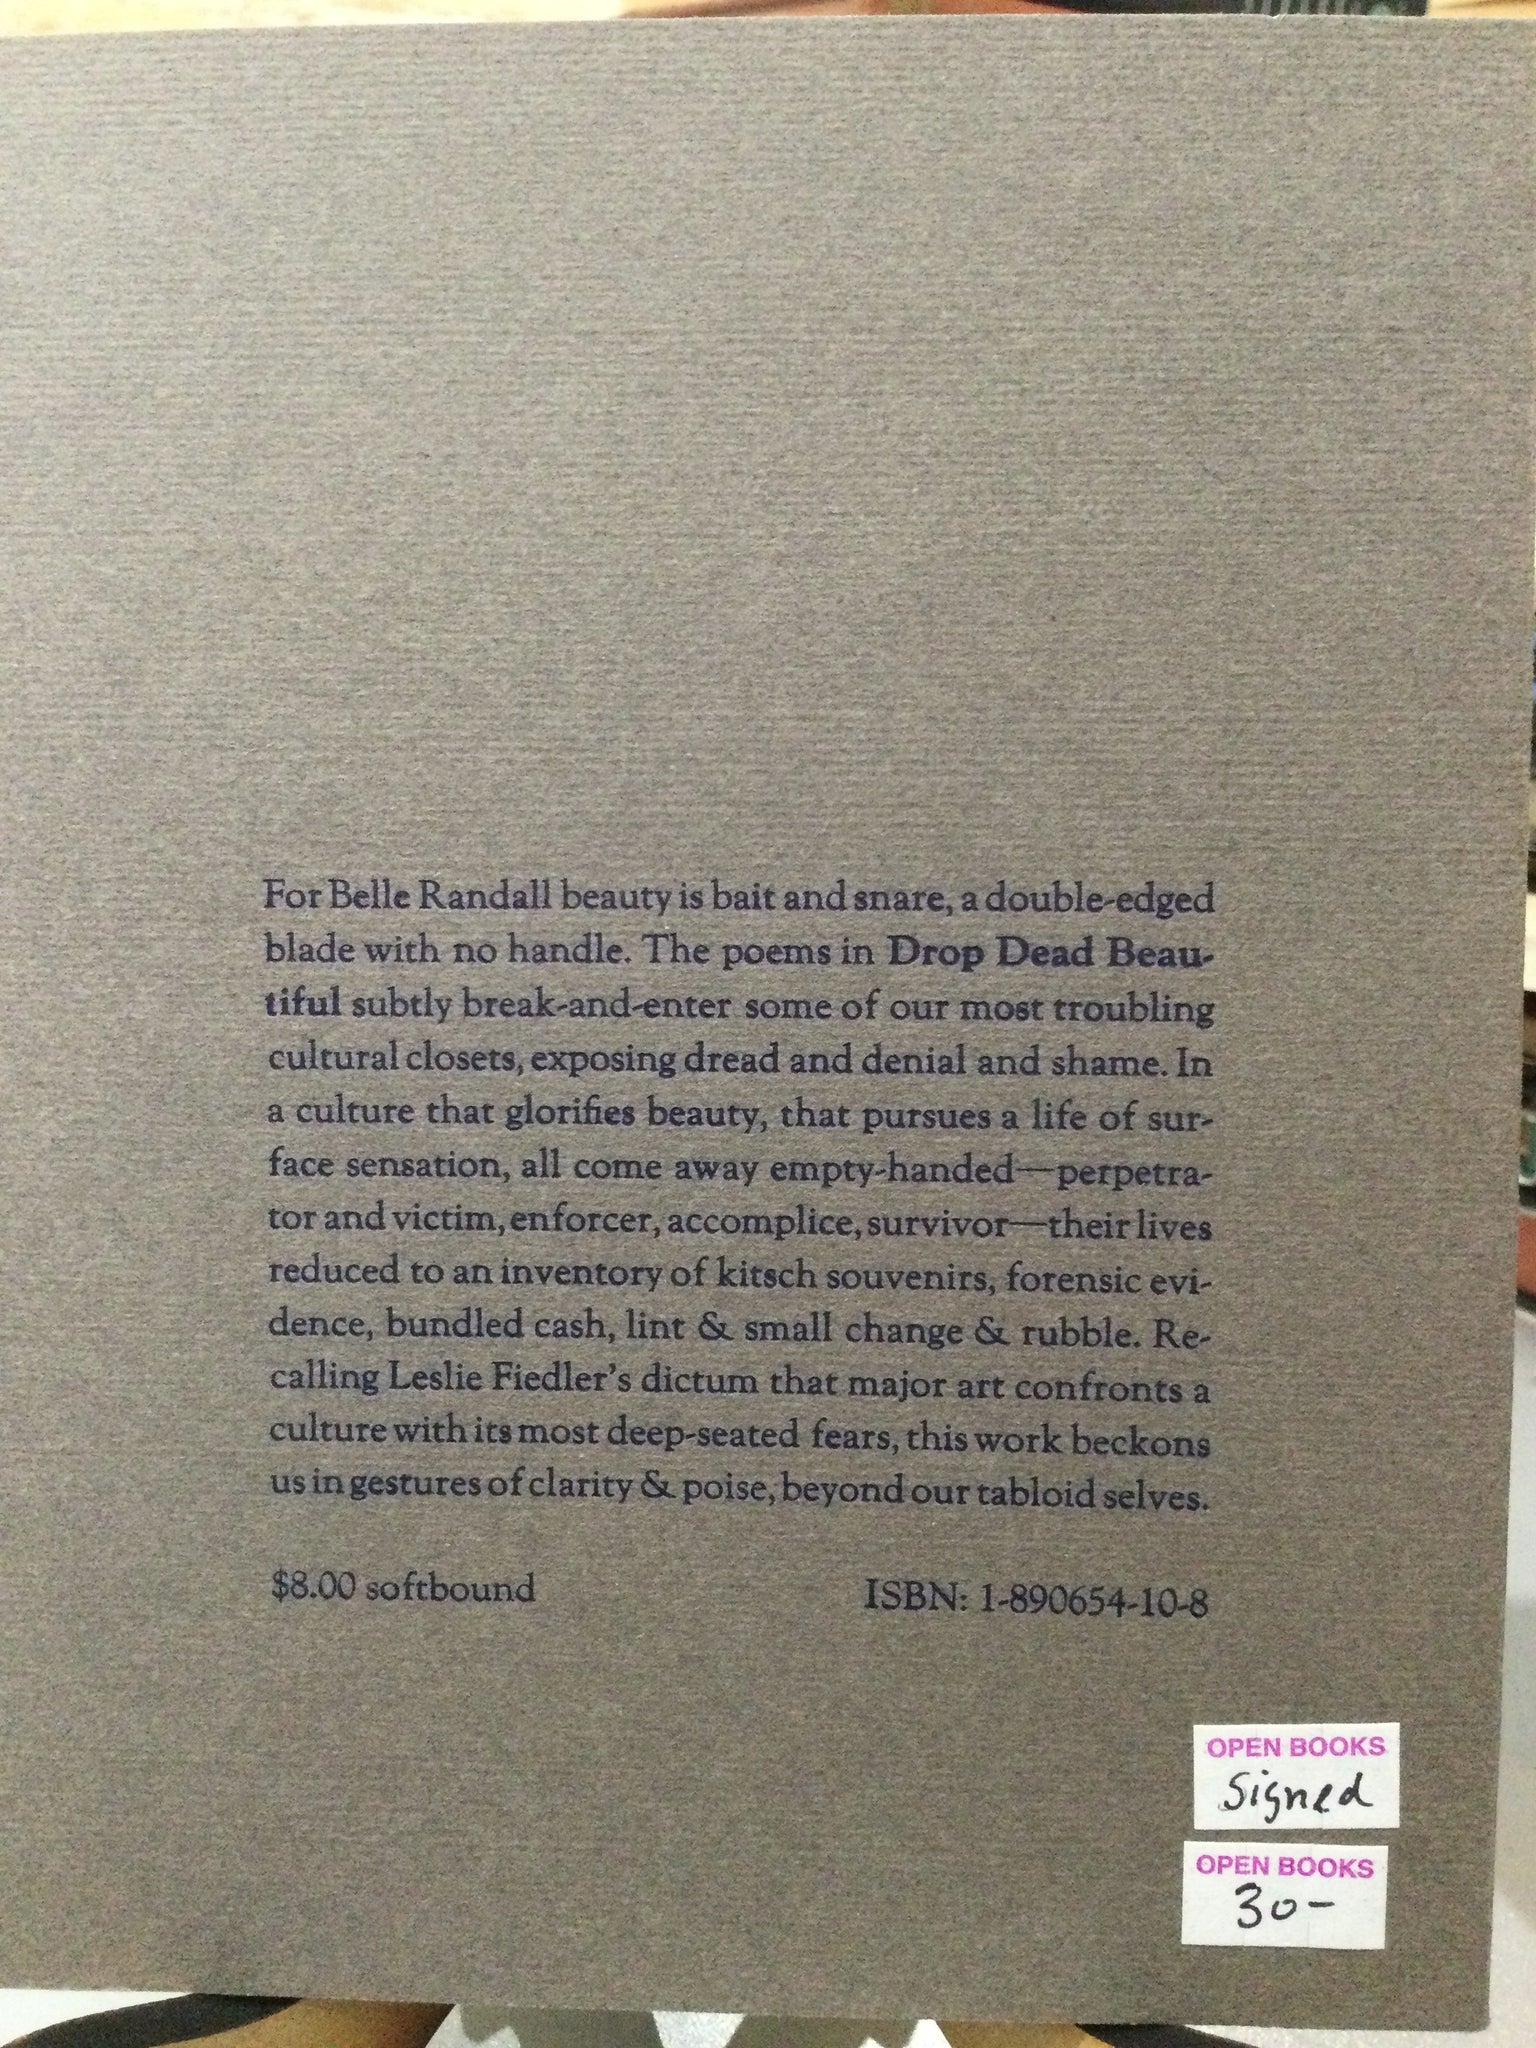 For Belle Randall beauty is bait and snare, a double-edged
blade with no handle. The poems in Drop Dead Beau-
tiful subtly break-and-enter some of our most troubling
cultural closets, exposing dread and denial and shame. In
a culture that glorifies beauty, that pursues a life of sur-
face sensation, all come away empty-handed—perpetra-
tor and victim, enforcer, accomplice, survivor—their lives
reduced to an inventory of kitsch souvenirs, forensic evi-
dence, bundled cash, lint & small change & rubble. Re-
calling Leslie Fiedler's dictum that major art confronts a
culture with its most deep-seated fears, this work beckons
us in gestures of clarity & poise, beyond our tabloid selves.
$8.00 softbound ISBN: 1-890654-10-8
OPEN BOOKS
Signed
OPEN BOOKS
30-